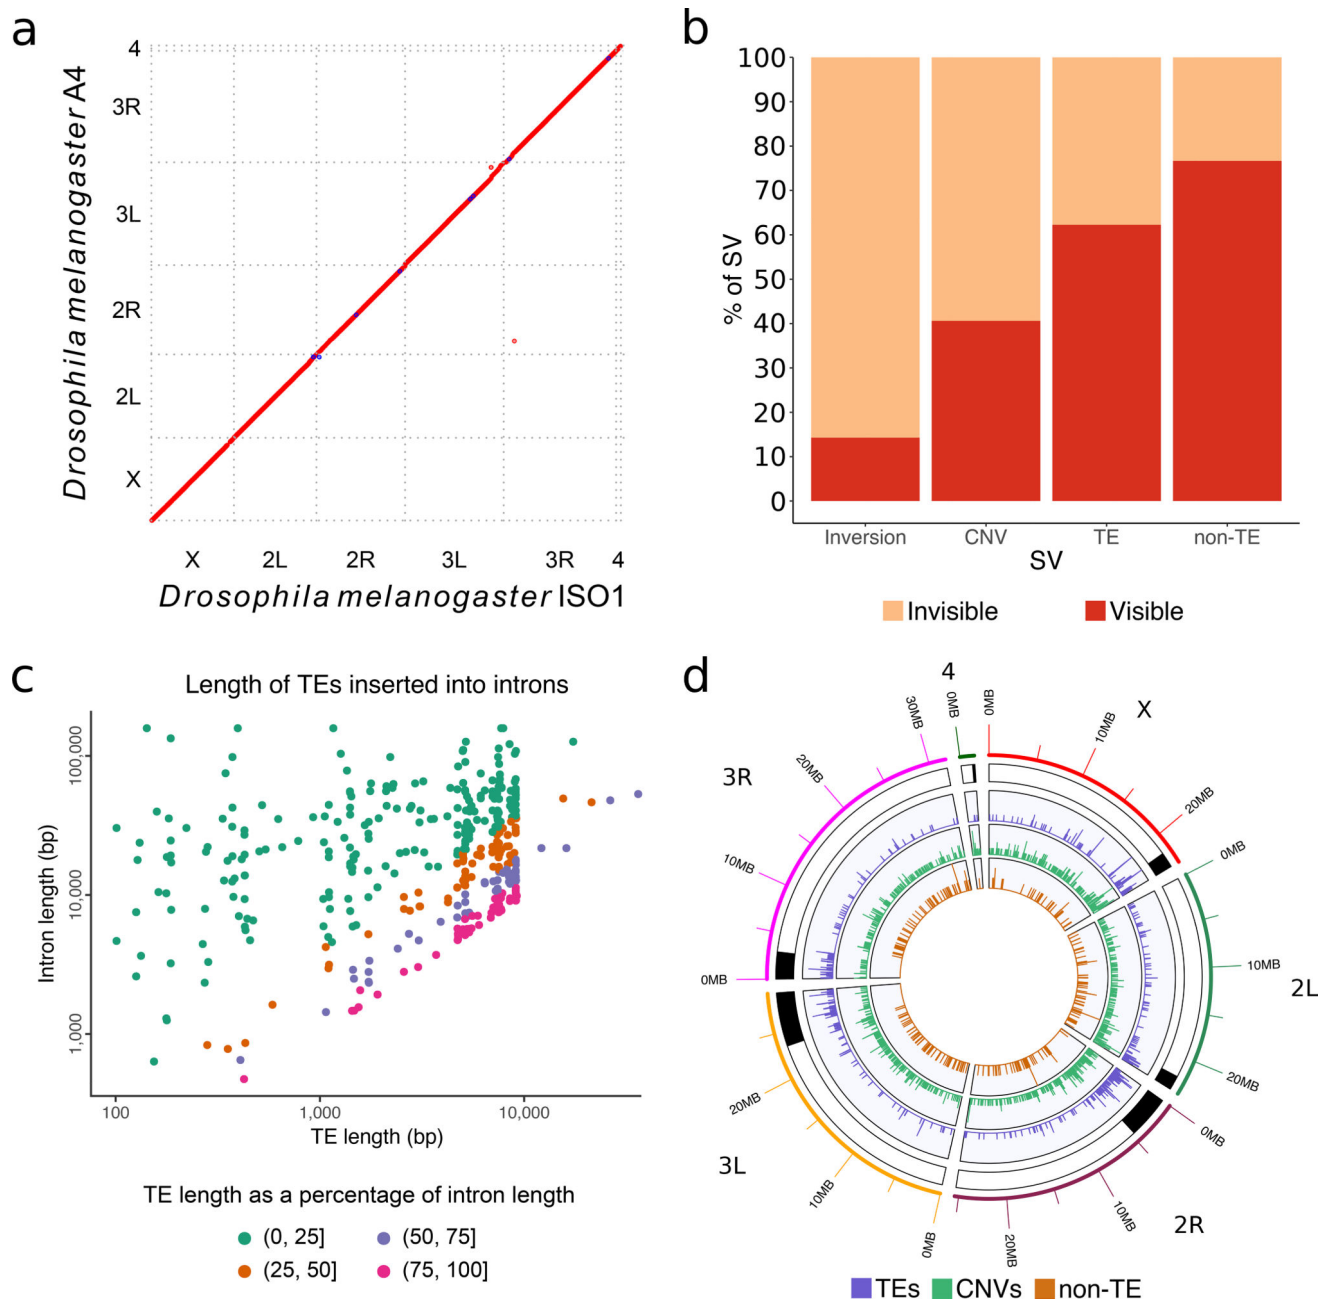 a
4
3R
3L
2R
2L
X
Drosophila melanogaster A4
X 2L 2R 3L 3R 4
Drosophila melanogaster ISO1
b
100
90
80
70
60
50
40
30
20
10
0
% of SV
Inversion CNV TE non-TE
SV
Invisible Visible
c
Length of TEs inserted into introns
100,000
10,000
1,000
Intron length (bp)
100 1,000 10,000
TE length (bp)
TE length as a percentage of intron length
(0, 25] (50, 75]
(25, 50] (75, 100]
d
4
0MB
0MB
10MB
X
20MB
0MB
10MB
2L
20MB
0MB
10MB
2R
20MB
0MB
10MB
3L
20MB
0MB
10MB
3R
20MB
30MB
TEs CNVs non-TE